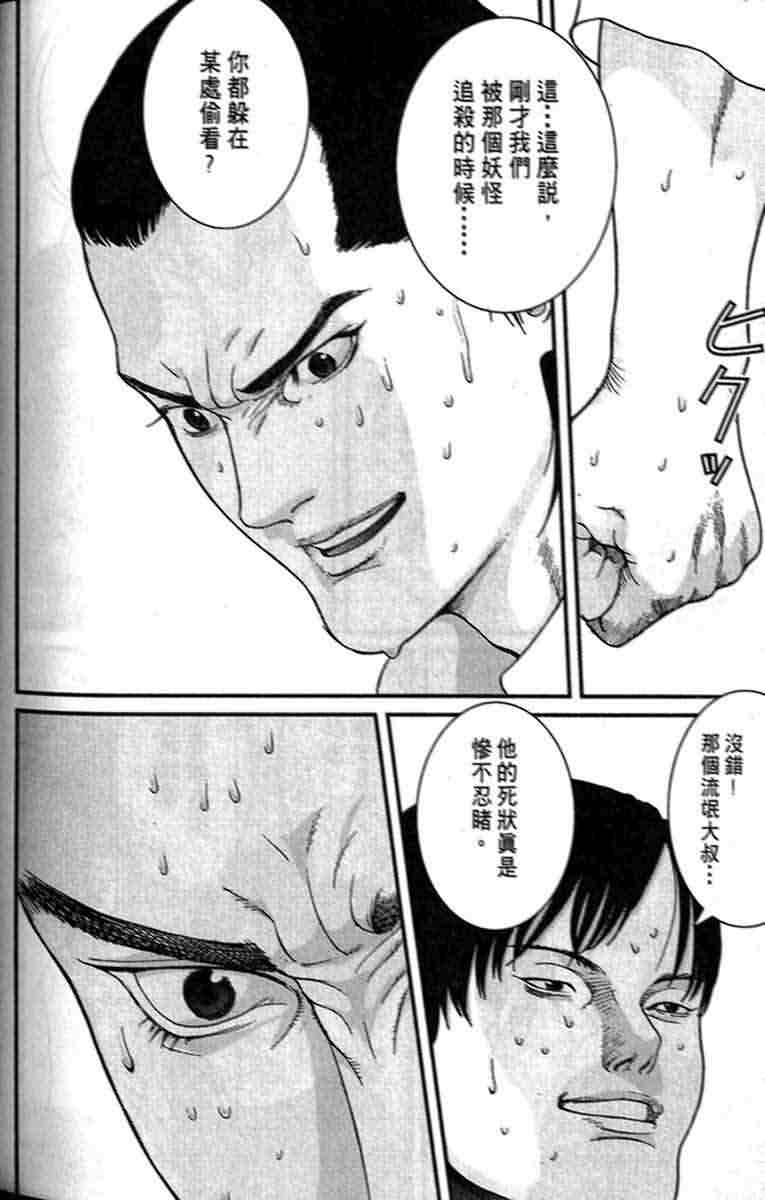 這…這麼說，
剛才我們
被那個妖怪
追殺的時候……
你都躲在
某處偷看？
ビクッ
沒錯！
那個流氓大叔…
他的死狀眞是
慘不忍睹。